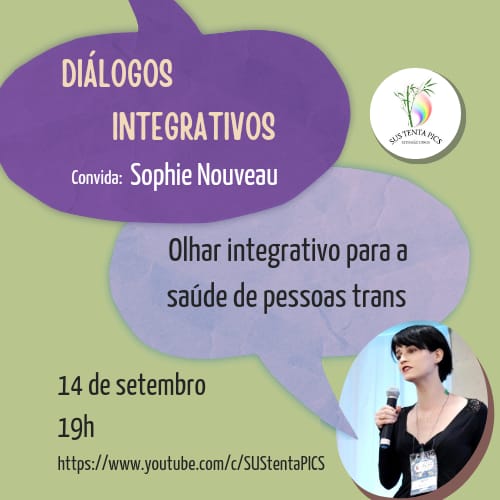 DIÁLOGOS
INTEGRATIVOS
Convida: Sophie Nouveau
SUS TENTA PICS
Olhar integrativo para a
saúde de pessoas trans
14 de setembro
19h
https://www.youtube.com/c/SUStentaPICS